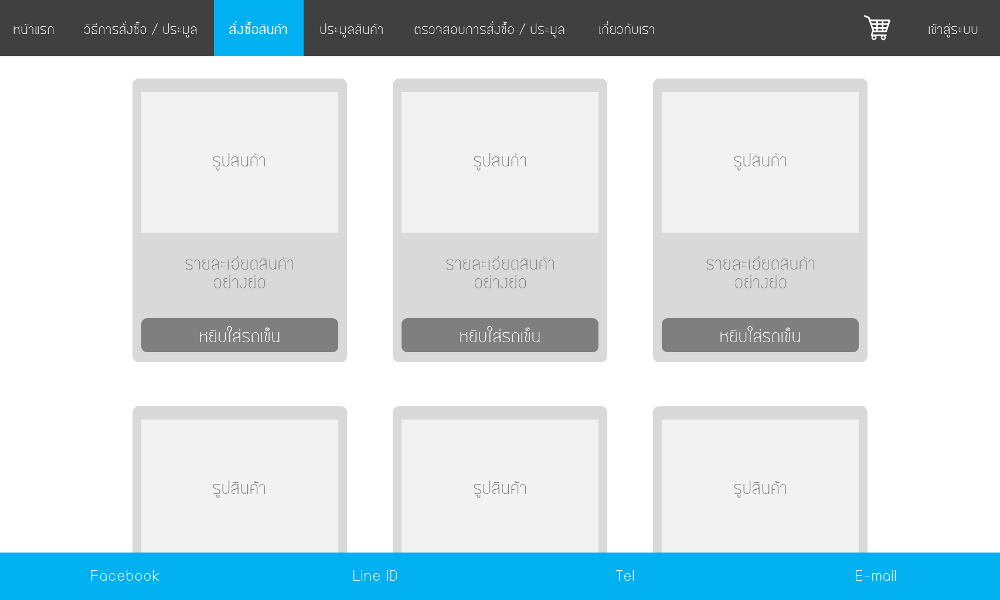 หน้าแรก วิธีการสั่งซื้อ / ประมูล สั่งซื้อสินค้า ประมูลสินค้า ตรวจสอบการสั่งซื้อ / ประมูล เกี่ยวกับเรา เข้าสู่ระบบ
รูปสินค้า รูปสินค้า รูปสินค้า
รายละเอียดสินค้า รายละเอียดสินค้า รายละเอียดสินค้า
อย่างย่อ อย่างย่อ อย่างย่อ
หยิบใส่รถเข็น หยิบใส่รถเข็น หยิบใส่รถเข็น
รูปสินค้า รูปสินค้า รูปสินค้า
Facebook Line ID Tel E-mail